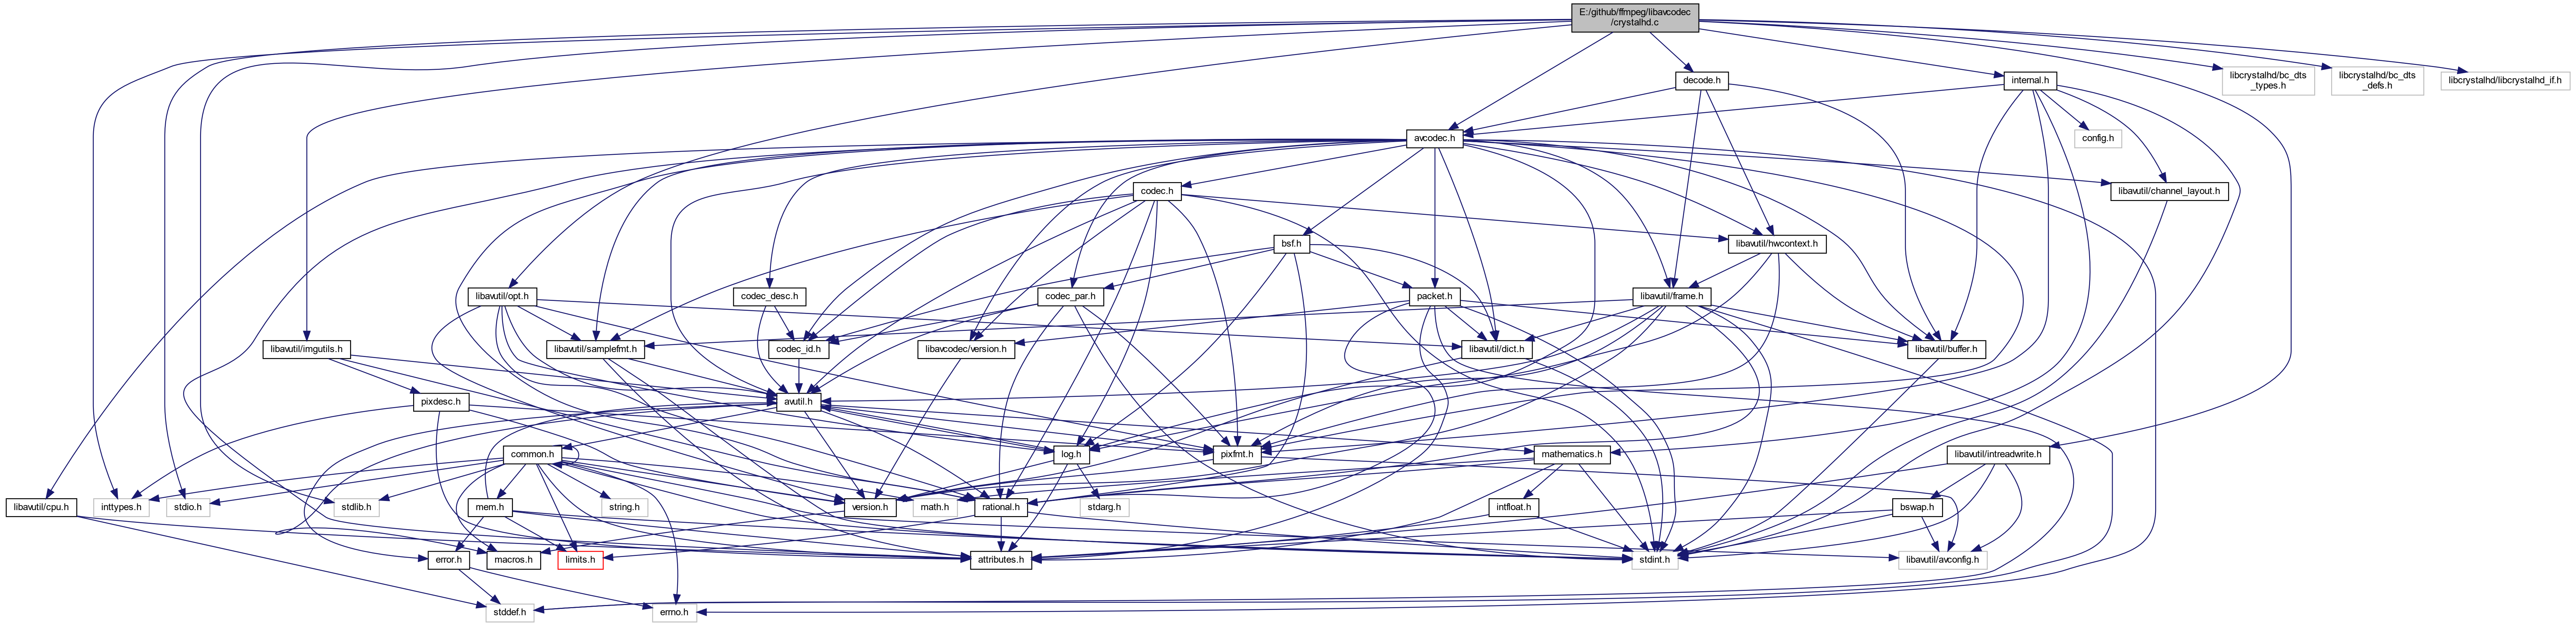 E:/github/ffmpeg/libavcodec
/crystalhd.c
decode.h
internal.h
libcrystalhd/bc_dts
_types.h
libcrystalhd/bc_dts
_defs.h
libcrystalhd/libcrystalhd_if.h
avcodec.h
config.h
codec.h
libavutil/channel_layout.h
bsf.h
libavutil/hwcontext.h
libavutil/opt.h
codec_desc.h
codec_par.h
packet.h
libavutil/frame.h
libavutil/imgutils.h
libavutil/samplefmt.h
codec_id.h
libavcodec/version.h
libavutil/dict.h
libavutil/buffer.h
pixdesc.h
avutil.h
common.h
log.h
pixfmt.h
mathematics.h
libavutil/intreadwrite.h
libavutil/cpu.h
inttypes.h
stdio.h
stdlib.h
mem.h
string.h
version.h
math.h
rational.h
stdarg.h
intfloat.h
bswap.h
error.h
macros.h
limits.h
attributes.h
stdint.h
libavutil/avconfig.h
stddef.h
errno.h